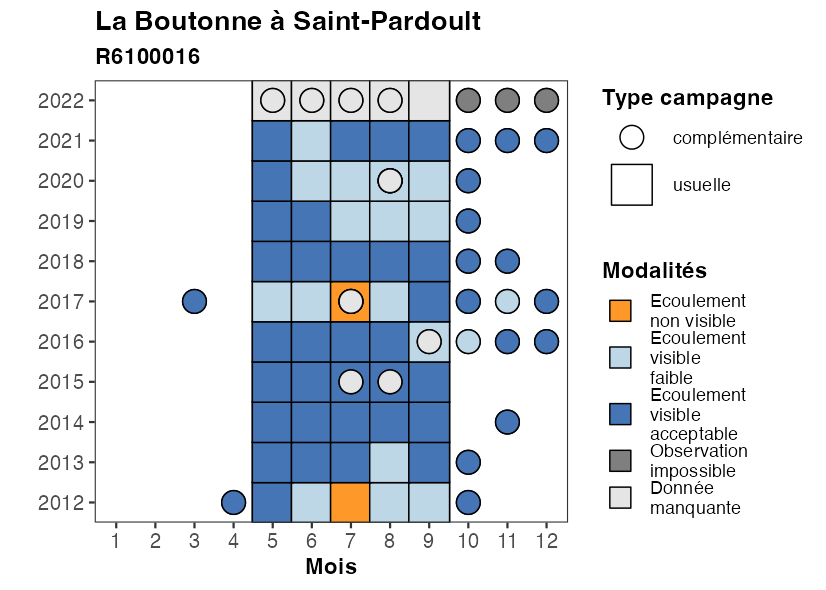 La Boutonne à Saint-Pardoult
R6100016
2022
2021
2020
2019
2018
2017
2016
2015
2014
2013
2012
1 2 3 4 5 6 7 8 9 10 11 12
Mois
Type campagne
complémentaire
usuelle
Modalités
Ecoulement
non visible
Ecoulement
visible
faible
Ecoulement
visible
acceptable
Observation
impossible
Donnée
manquante